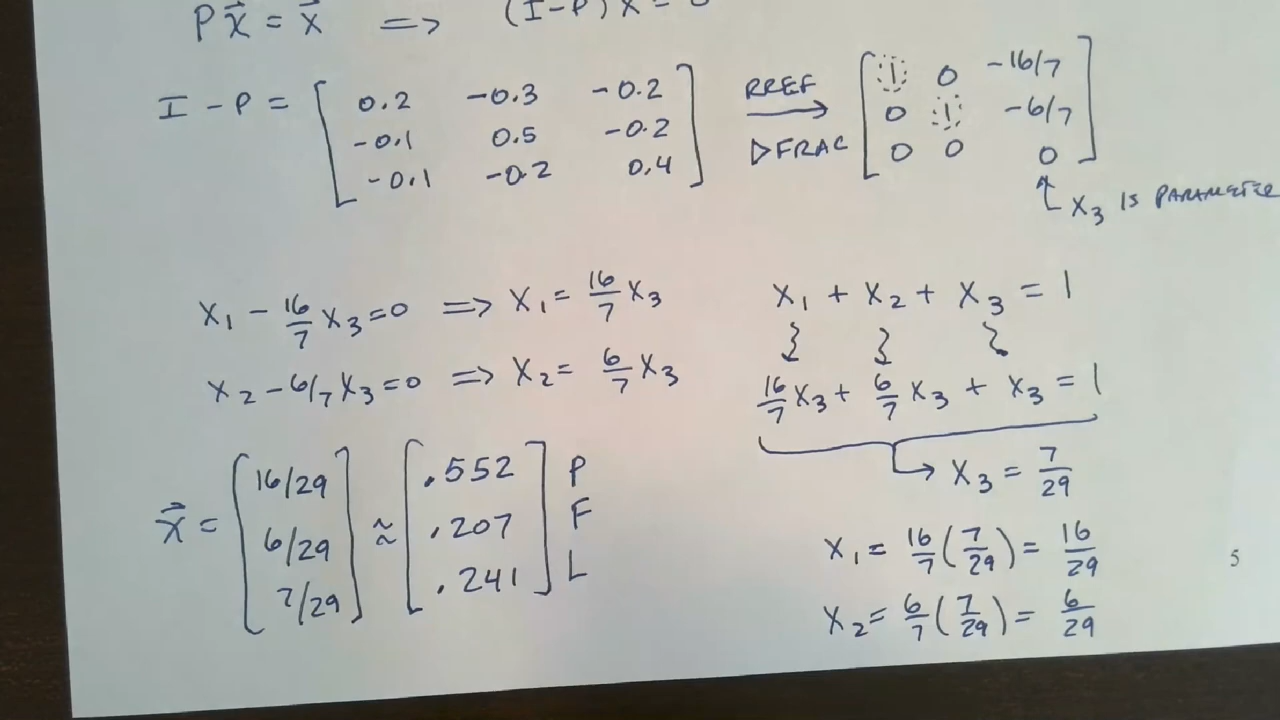 P x⃗ = x⃗ ⟹ (I-P) x = 0
I - P = [ 0.2 -0.3 -0.2 RREF [ 1 0 -16/7
-0.1 0.5 -0.2 → 0 1 -6/7
-0.1 -0.2 0.4 ] ▷FRAC 0 0 0 ]
X₃ IS PARAMETER
X₁ - 16/7 X₃ = 0 ⟹ X₁ = 16/7 X₃
X₂ - 6/7 X₃ = 0 ⟹ X₂ = 6/7 X₃
X⃗ = [ 16/29 ≈ [ .552 P
6/29 .207 F
7/29 ] .241 ] L
X₁ + X₂ + X₃ = 1
16/7 X₃ + 6/7 X₃ + X₃ = 1
→ X₃ = 7/29
X₁ = 16/7 (7/29) = 16/29
X₂ = 6/7 (7/29) = 6/29
5